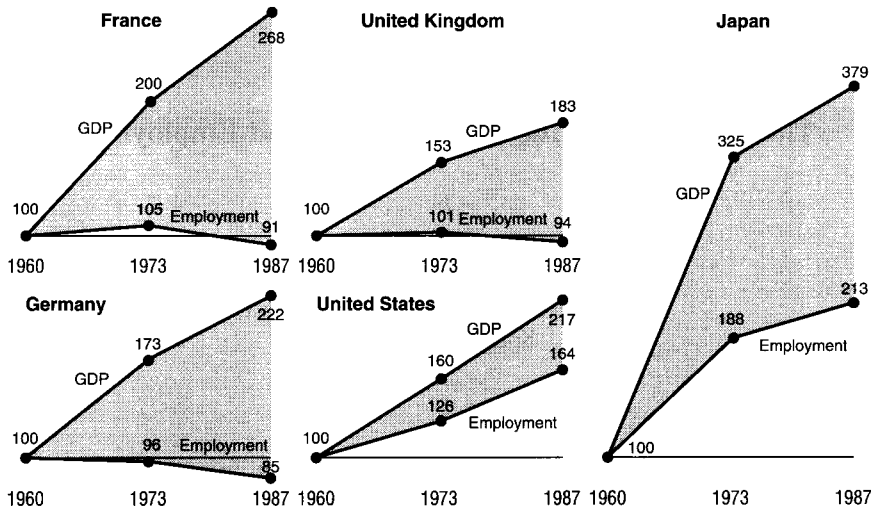 France
268
200
GDP
105
Employment
100
91
1960 1973 1987
United Kingdom
183
GDP
153
101
Employment
100
94
1960 1973 1987
Japan
379
325
GDP
213
188
Employment
100
1960 1973 1987
Germany
222
173
GDP
100
96
Employment
85
1960 1973 1987
United States
GDP
217
160
164
126
Employment
100
1960 1973 1987